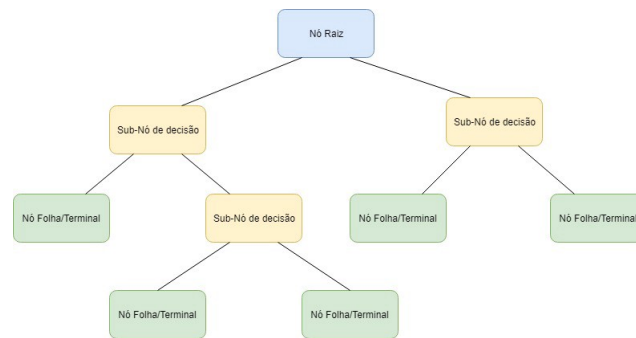 Nó Raiz
Sub-Nó de decisão
Sub-Nó de decisão
Nó Folha/Terminal
Sub-Nó de decisão
Nó Folha/Terminal
Nó Folha/Terminal
Nó Folha/Terminal
Nó Folha/Terminal